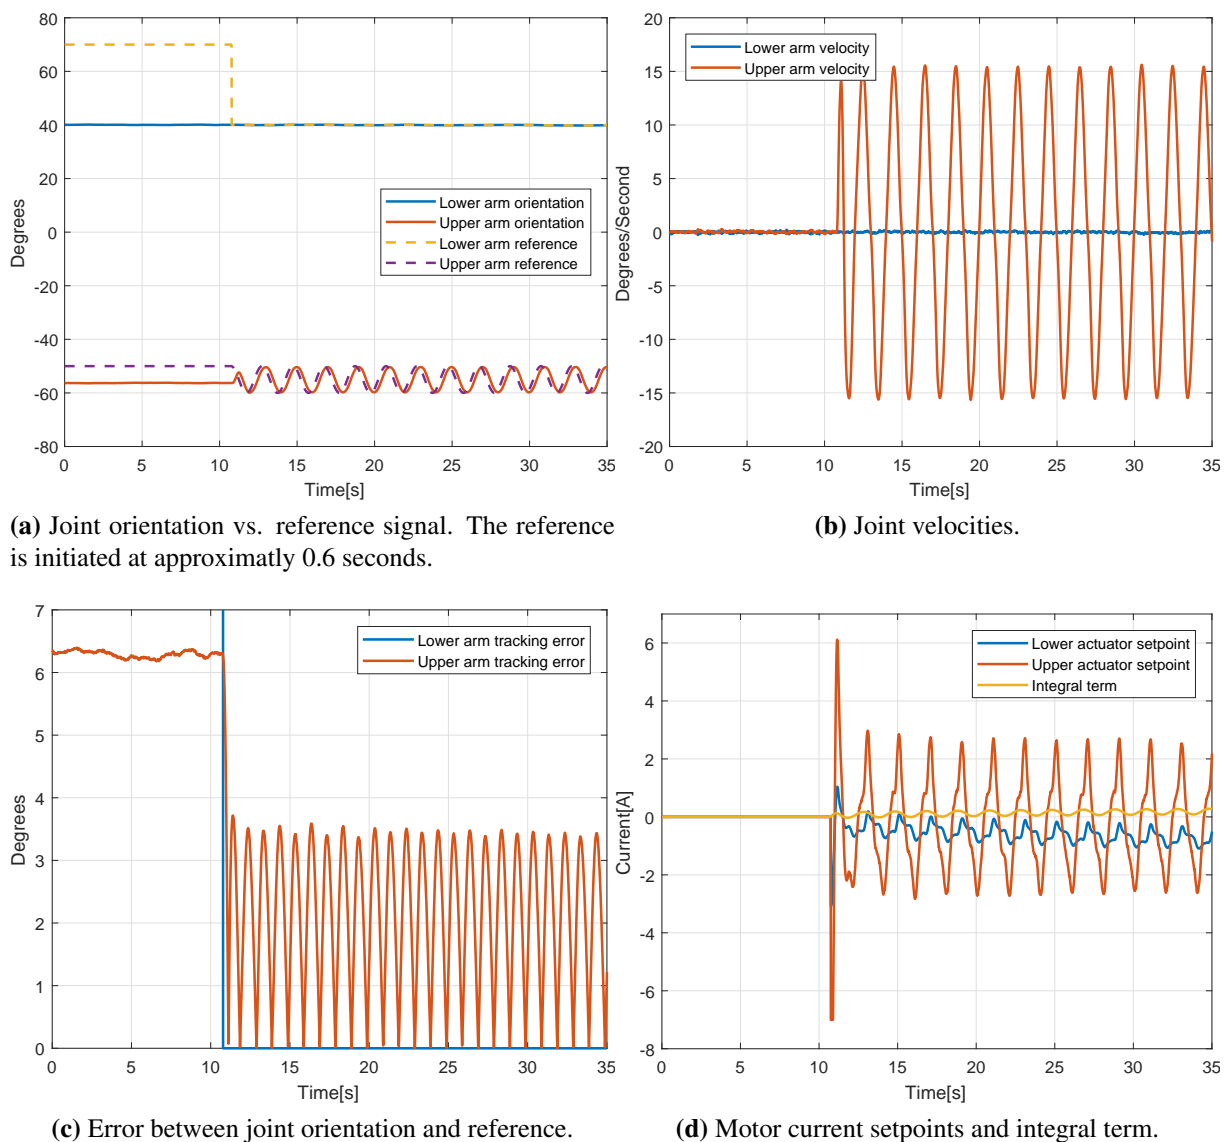 80
60
40
20
0
-20
-40
-60
-80
Degrees
Lower arm orientation
Upper arm orientation
Lower arm reference
Upper arm reference
0 5 10 15 20 25 30 35
Time[s]
(a) Joint orientation vs. reference signal. The reference
is initiated at approximatly 0.6 seconds.
20
15
10
5
0
-5
-10
-15
-20
Degrees/Second
Lower arm velocity
Upper arm velocity
0 5 10 15 20 25 30 35
Time[s]
(b) Joint velocities.
7
6
5
4
3
2
1
0
Degrees
Lower arm tracking error
Upper arm tracking error
0 5 10 15 20 25 30 35
Time[s]
(c) Error between joint orientation and reference.
6
4
2
0
-2
-4
-6
-8
Current[A]
Lower actuator setpoint
Upper actuator setpoint
Integral term
0 5 10 15 20 25 30 35
Time[s]
(d) Motor current setpoints and integral term.